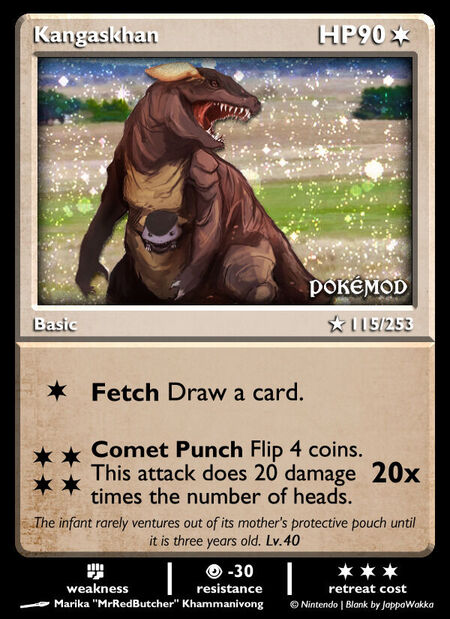 Kangaskhan HP90
POKÉMOD
Basic 115/253
Fetch Draw a card.
Comet Punch Flip 4 coins.
This attack does 20 damage 20x
times the number of heads.
The infant rarely ventures out of its mother's protective pouch until
it is three years old. Lv.40
-30
weakness resistance retreat cost
Marika "MrRedButcher" Khammanivong © Nintendo | Blank by JappaWakka